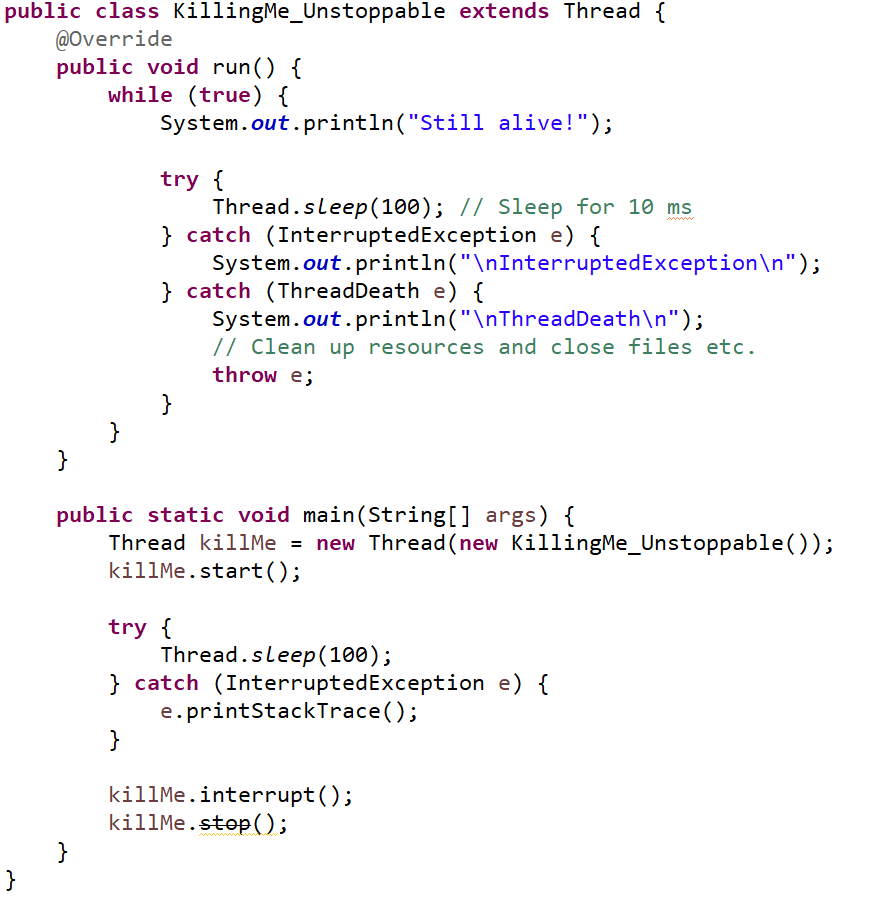 public class KillingMe_Unstoppable extends Thread {
    @Override
    public void run() {
        while (true) {
            System.out.println("Still alive!");

            try {
                Thread.sleep(100); // Sleep for 10 ms
            } catch (InterruptedException e) {
                System.out.println("\nInterruptedException\n");
            } catch (ThreadDeath e) {
                System.out.println("\nThreadDeath\n");
                // Clean up resources and close files etc.
                throw e;
            }
        }
    }

    public static void main(String[] args) {
        Thread killMe = new Thread(new KillingMe_Unstoppable());
        killMe.start();

        try {
            Thread.sleep(100);
        } catch (InterruptedException e) {
            e.printStackTrace();
        }

        killMe.interrupt();
        killMe.stop();
    }
}